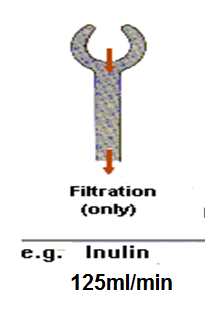 Filtration
(only)
e.g. Inulin
125ml/min